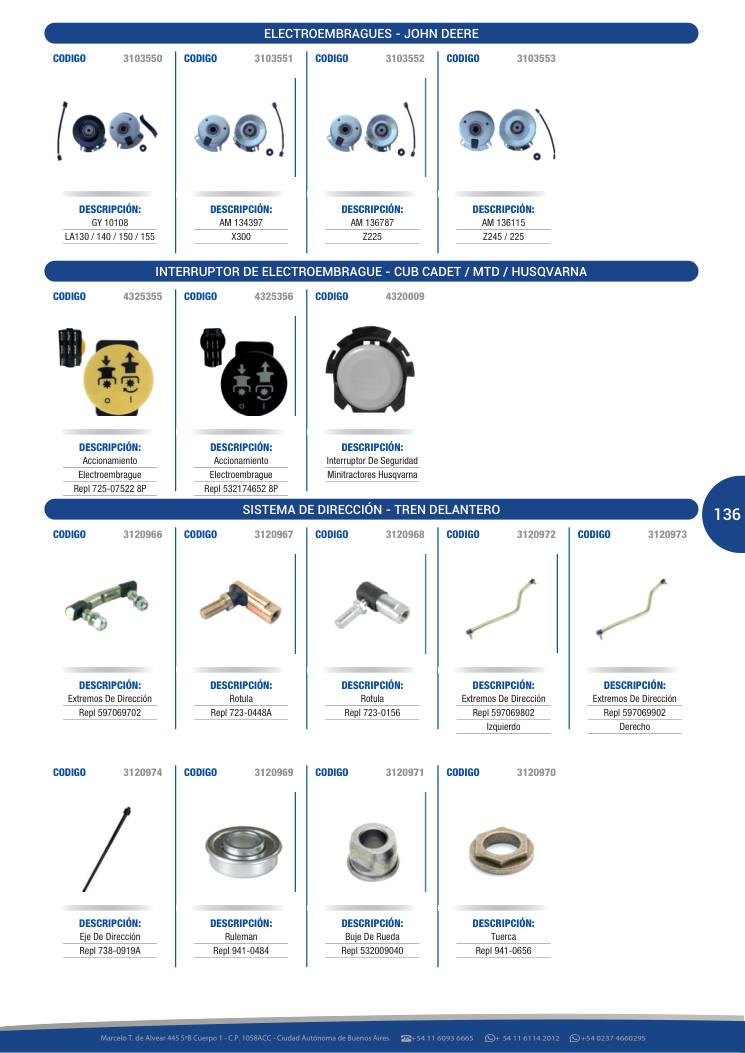 ELECTROEMBRAGUES - JOHN DEERE
CODIGO 3103550
DESCRIPCIÓN:
GY 10108
LA130 / 140 / 150 / 155
CODIGO 3103551
DESCRIPCIÓN:
AM 134397
X300
CODIGO 3103552
DESCRIPCIÓN:
AM 136787
Z225
CODIGO 3103553
DESCRIPCIÓN:
AM 136115
Z245 / 225
INTERRUPTOR DE ELECTROEMBRAGUE - CUB CADET / MTD / HUSQVARNA
CODIGO 4325355
O I
DESCRIPCIÓN:
Accionamiento
Electroembrague
Repl 725-07522 8P
CODIGO 4325356
O I
DESCRIPCIÓN:
Accionamiento
Electroembrague
Repl 532174652 8P
CODIGO 4320009
DESCRIPCIÓN:
Interruptor De Seguridad
Minitractores Husqvarna
SISTEMA DE DIRECCIÓN - TREN DELANTERO
136
CODIGO 3120966
DESCRIPCIÓN:
Extremos De Dirección
Repl 597069702
CODIGO 3120967
DESCRIPCIÓN:
Rotula
Repl 723-0448A
CODIGO 3120968
DESCRIPCIÓN:
Rotula
Repl 723-0156
CODIGO 3120972
DESCRIPCIÓN:
Extremos De Dirección
Repl 597069802
Izquierdo
CODIGO 3120973
DESCRIPCIÓN:
Extremos De Dirección
Repl 597069902
Derecho
CODIGO 3120974
DESCRIPCIÓN:
Eje De Dirección
Repl 738-0919A
CODIGO 3120969
DESCRIPCIÓN:
Ruleman
Repl 941-0484
CODIGO 3120971
DESCRIPCIÓN:
Buje De Rueda
Repl 532009040
CODIGO 3120970
DESCRIPCIÓN:
Tuerca
Repl 941-0656
Marcelo T. de Alvear 445 5ºB Cuerpo 1 - C.P. 1058ACC - Ciudad Autónoma de Buenos Aires. +54 11 6093 6665 + 54 11 6114 2012 +54 0237 4660295